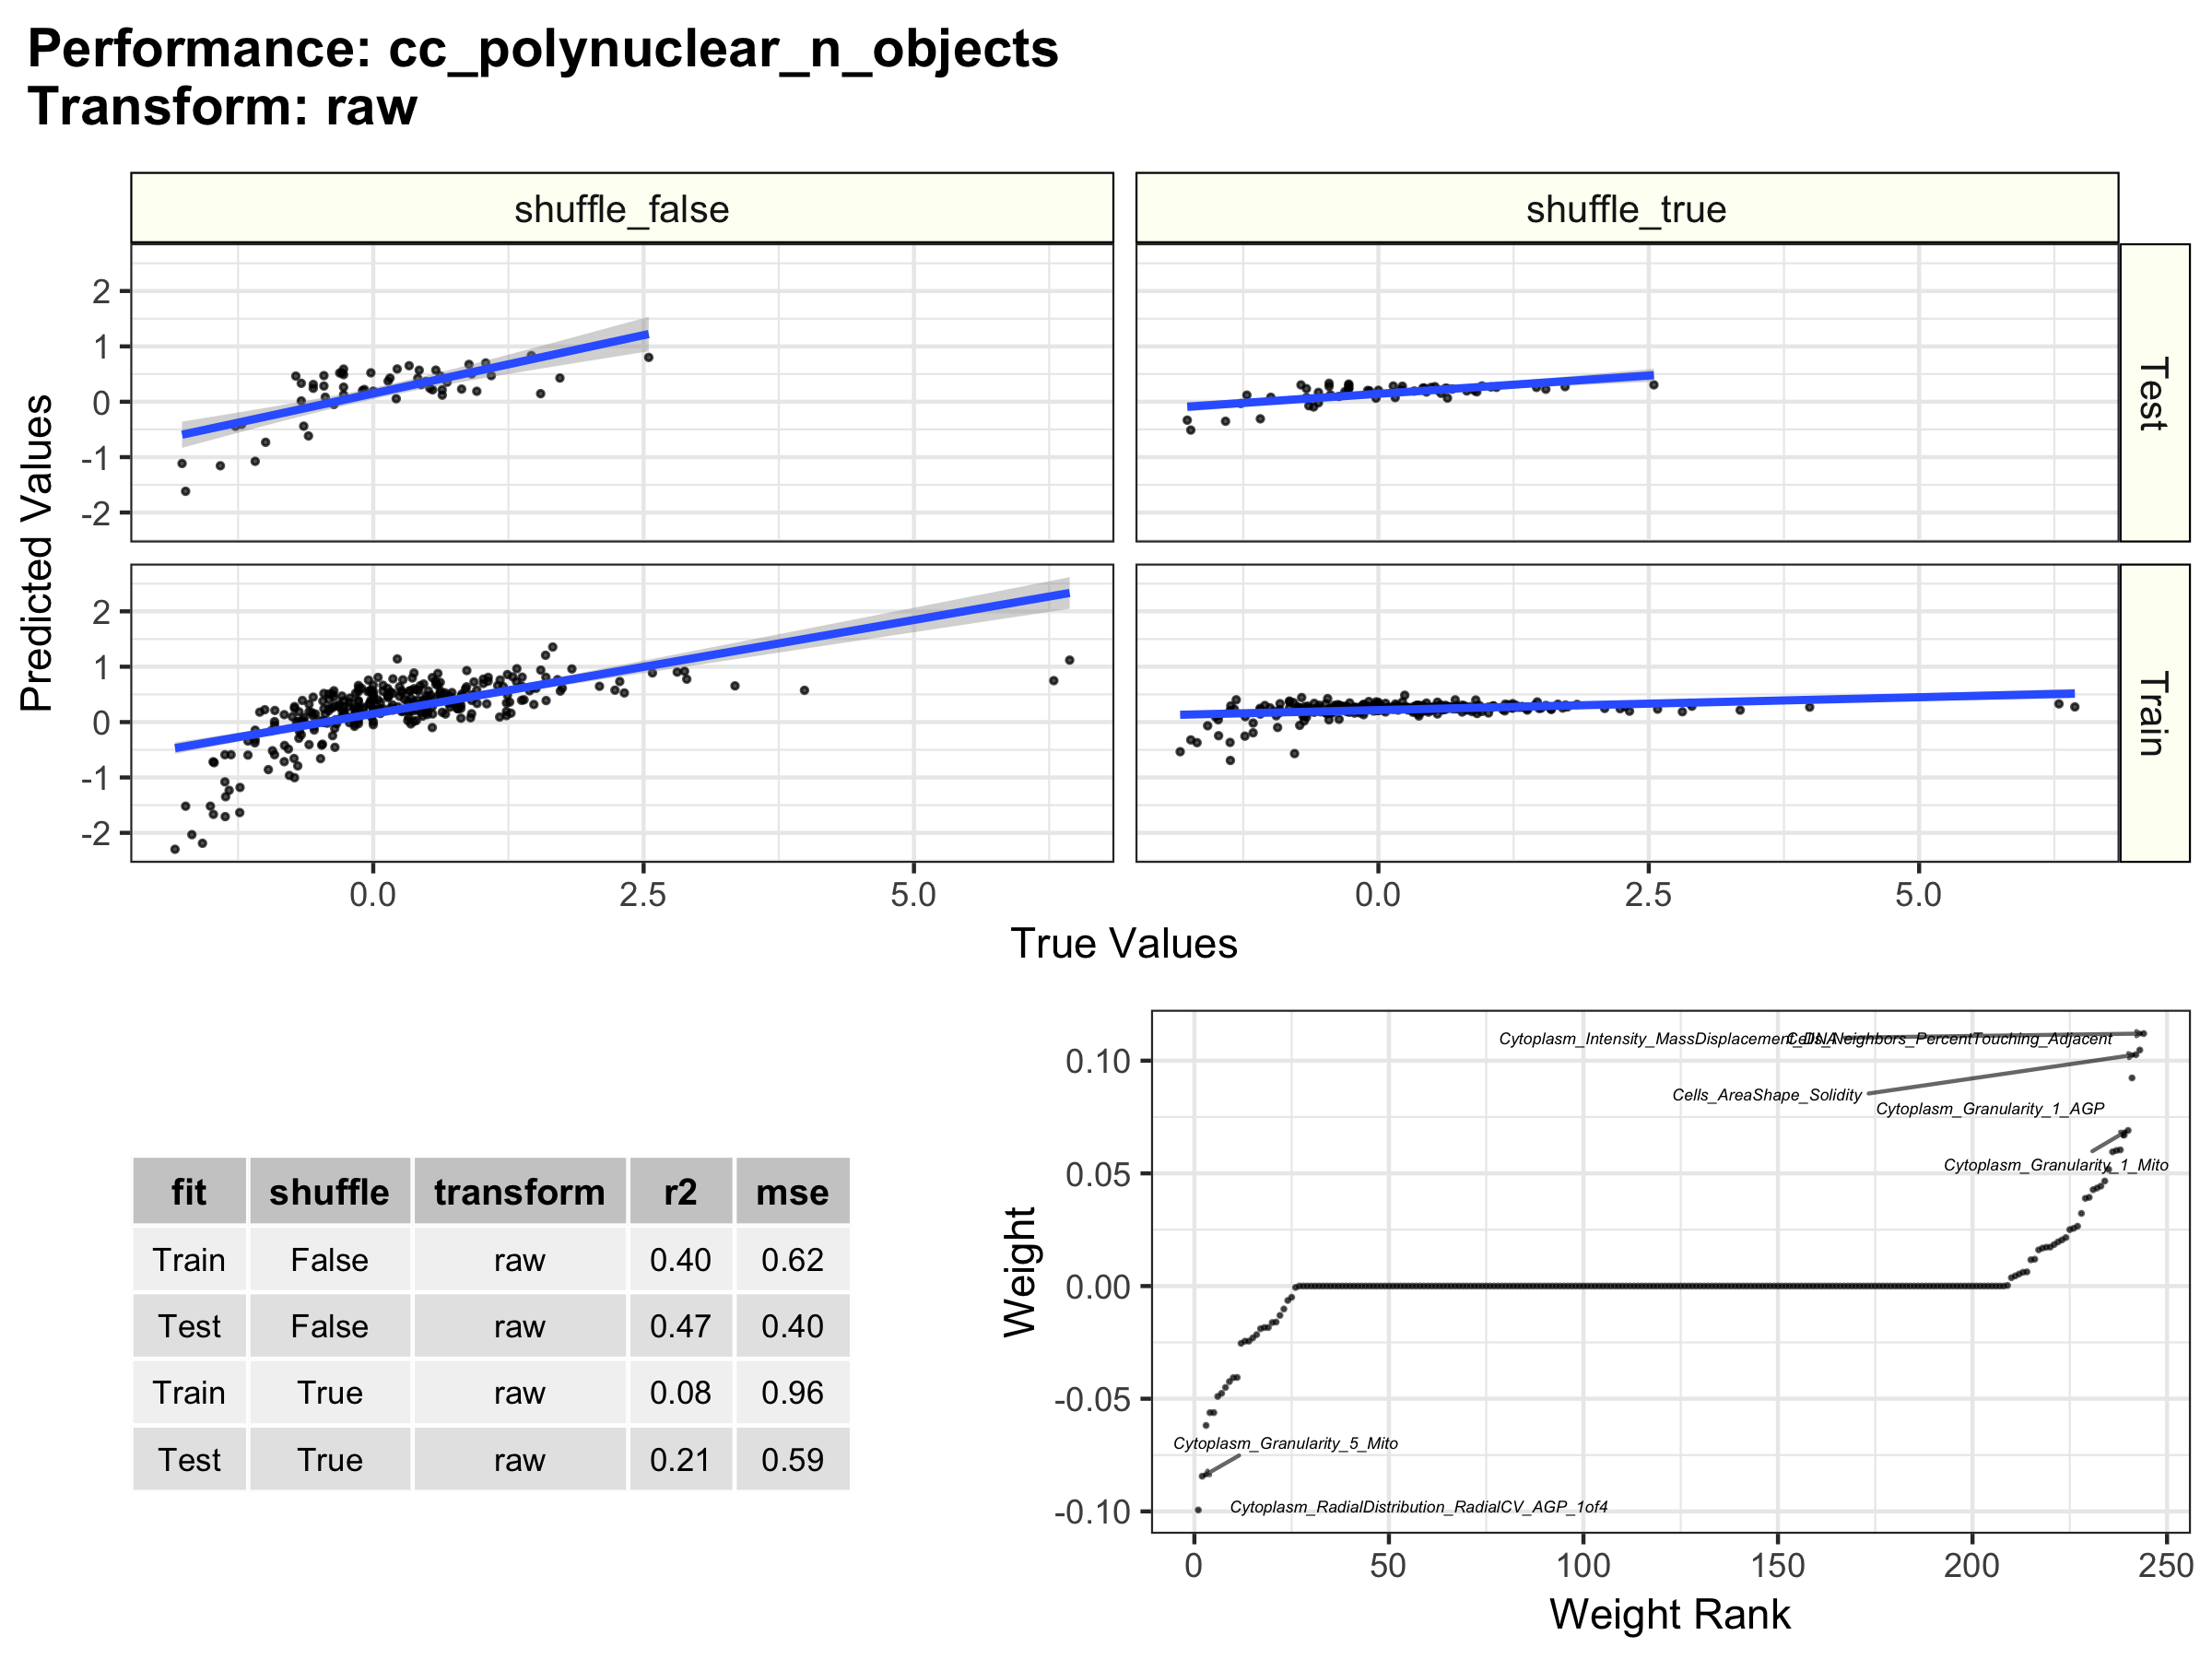 Performance: cc_polynuclear_n_objects
Transform: raw
shuffle_false
shuffle_true
Test
Train
Predicted Values
2
1
0
-1
-2
2
1
0
-1
-2
0.0
2.5
5.0
0.0
2.5
5.0
True Values
fit shuffle transform r2 mse
Train False raw 0.40 0.62
Test False raw 0.47 0.40
Train True raw 0.08 0.96
Test True raw 0.21 0.59
Weight
0.10
0.05
0.00
-0.05
-0.10
Cytoplasm_Intensity_MassDisplacement_DNA
Cells_Neighbors_PercentTouching_Adjacent
Cells_AreaShape_Solidity
Cytoplasm_Granularity_1_AGP
Cytoplasm_Granularity_1_Mito
Cytoplasm_Granularity_5_Mito
Cytoplasm_RadialDistribution_RadialCV_AGP_1of4
0
50
100
150
200
250
Weight Rank